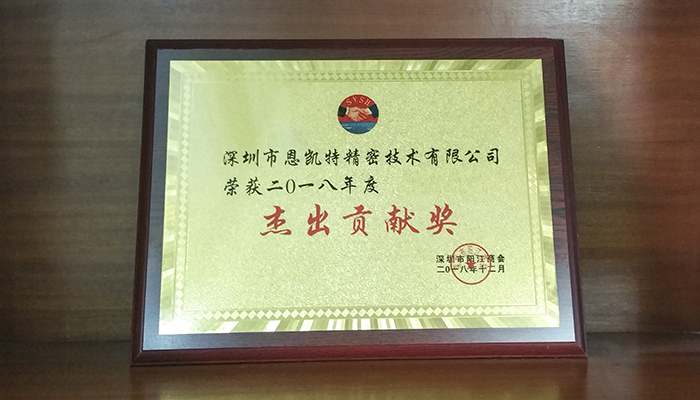 SYSH
深圳市恩凯特精密技术有限公司
荣获二0一八年度
杰出贡献奖
深圳市阳江商会
二0一八年十二月